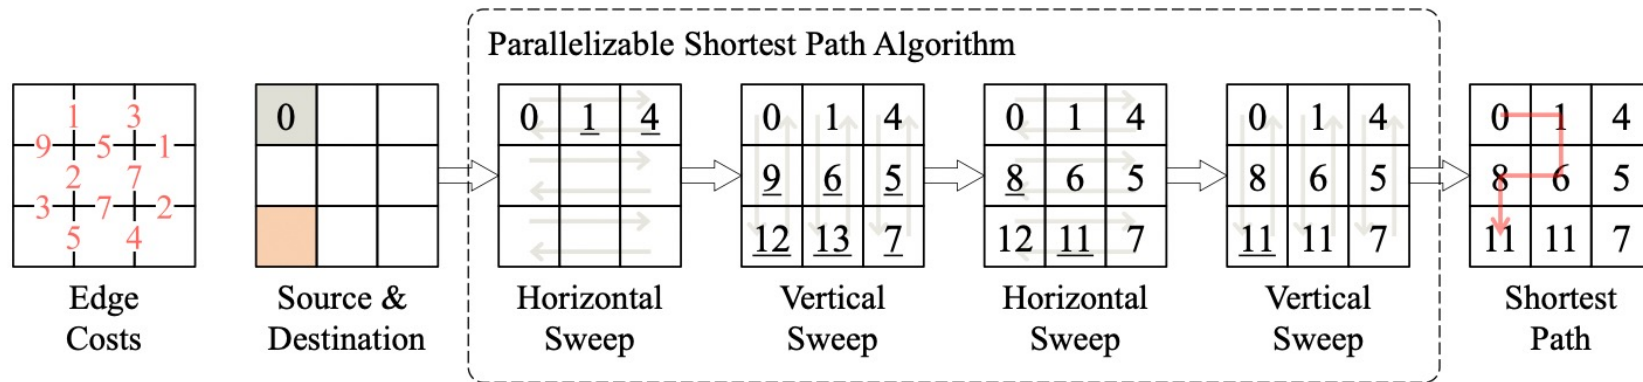 Parallelizable Shortest Path Algorithm
1 3
9 5 1
2 7
3 7 2
5 4
Edge
Costs
0
Source &
Destination
0 1 4
Horizontal
Sweep
0 1 4
9 6 5
12 13 7
Vertical
Sweep
0 1 4
8 6 5
12 11 7
Horizontal
Sweep
0 1 4
8 6 5
11 11 7
Vertical
Sweep
0 1 4
8 6 5
11 11 7
Shortest
Path